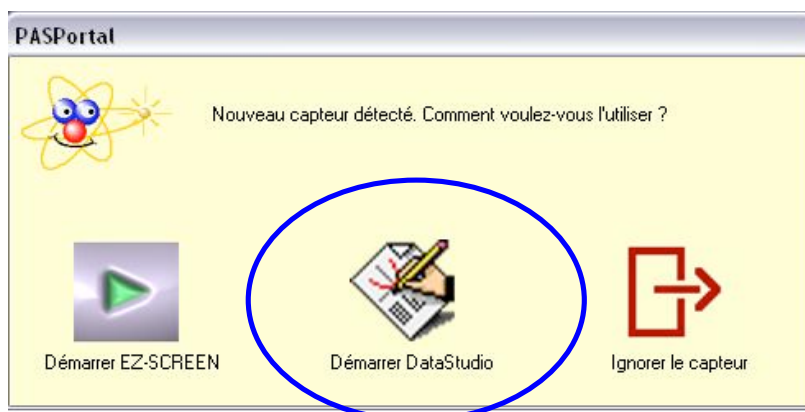 PASPortal
Nouveau capteur détecté. Comment voulez-vous l'utiliser ?
Démarrer EZ-SCREEN
Démarrer DataStudio
Ignorer le capteur